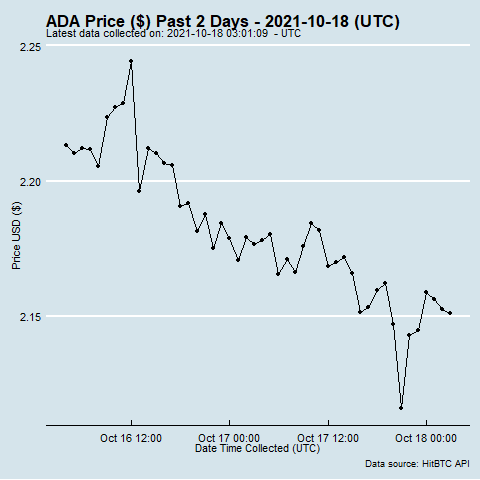 ADA Price ($) Past 2 Days - 2021-10-18 (UTC)
Latest data collected on: 2021-10-18 03:01:09  - UTC
2.25
2.20
2.15
Price USD ($)
Oct 16 12:00
Oct 17 00:00
Oct 17 12:00
Oct 18 00:00
Date Time Collected (UTC)
Data source: HitBTC API